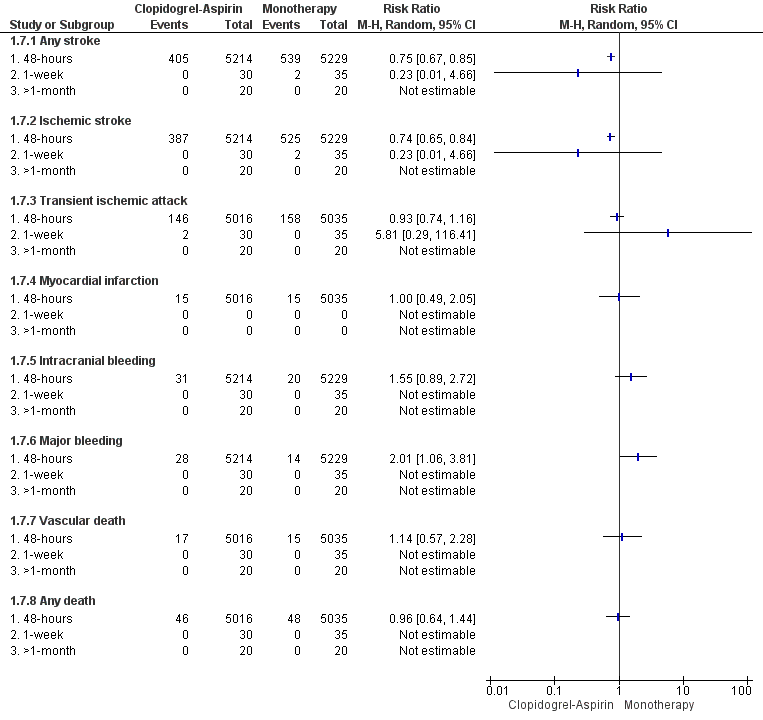 Clopidogrel-Aspirin Monotherapy Risk Ratio Risk Ratio
Study or Subgroup Events Total Events Total M-H, Random, 95% CI M-H, Random, 95% CI
1.7.1 Any stroke
1. 48-hours 405 5214 539 5229 0.75 [0.67, 0.85]
2. 1-week 0 30 2 35 0.23 [0.01, 4.66]
3. >1-month 0 20 0 20 Not estimable
1.7.2 Ischemic stroke
1. 48-hours 387 5214 525 5229 0.74 [0.65, 0.84]
2. 1-week 0 30 2 35 0.23 [0.01, 4.66]
3. >1-month 0 20 0 20 Not estimable
1.7.3 Transient ischemic attack
1. 48-hours 146 5016 158 5035 0.93 [0.74, 1.16]
2. 1-week 2 30 0 35 5.81 [0.29, 116.41]
3. >1-month 0 20 0 20 Not estimable
1.7.4 Myocardial infarction
1. 48-hours 15 5016 15 5035 1.00 [0.49, 2.05]
2. 1-week 0 0 0 0 Not estimable
3. >1-month 0 0 0 0 Not estimable
1.7.5 Intracranial bleeding
1. 48-hours 31 5214 20 5229 1.55 [0.89, 2.72]
2. 1-week 0 30 0 35 Not estimable
3. >1-month 0 20 0 20 Not estimable
1.7.6 Major bleeding
1. 48-hours 28 5214 14 5229 2.01 [1.06, 3.81]
2. 1-week 0 30 0 35 Not estimable
3. >1-month 0 20 0 20 Not estimable
1.7.7 Vascular death
1. 48-hours 17 5016 15 5035 1.14 [0.57, 2.28]
2. 1-week 0 30 0 35 Not estimable
3. >1-month 0 20 0 20 Not estimable
1.7.8 Any death
1. 48-hours 46 5016 48 5035 0.96 [0.64, 1.44]
2. 1-week 0 30 0 35 Not estimable
3. >1-month 0 20 0 20 Not estimable
0.01 0.1 1 10 100
Clopidogrel-Aspirin Monotherapy